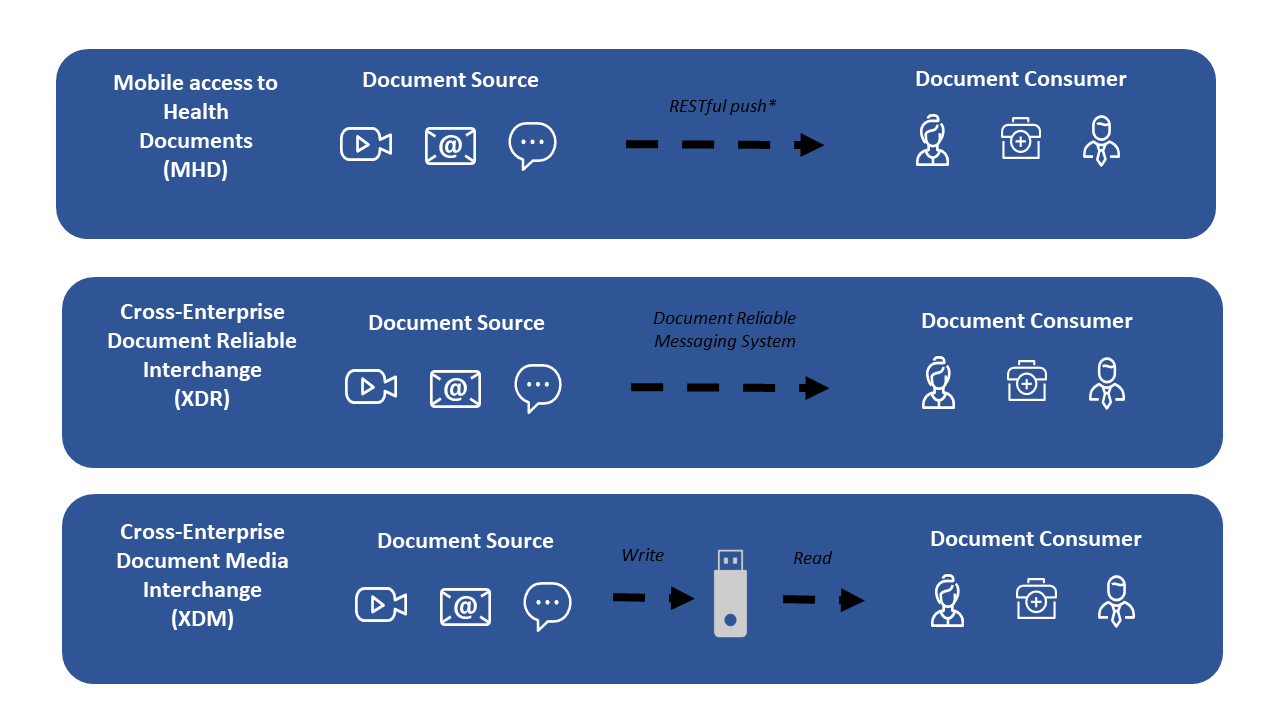 Mobile access to
Health
Documents
(MHD)
Document Source
@
RESTful push*
Document Consumer
Cross-Enterprise
Document Reliable
Interchange
(XDR)
Document Source
@
Document Reliable
Messaging System
Document Consumer
Cross-Enterprise
Document Media
Interchange
(XDM)
Document Source
@
Write
Read
Document Consumer